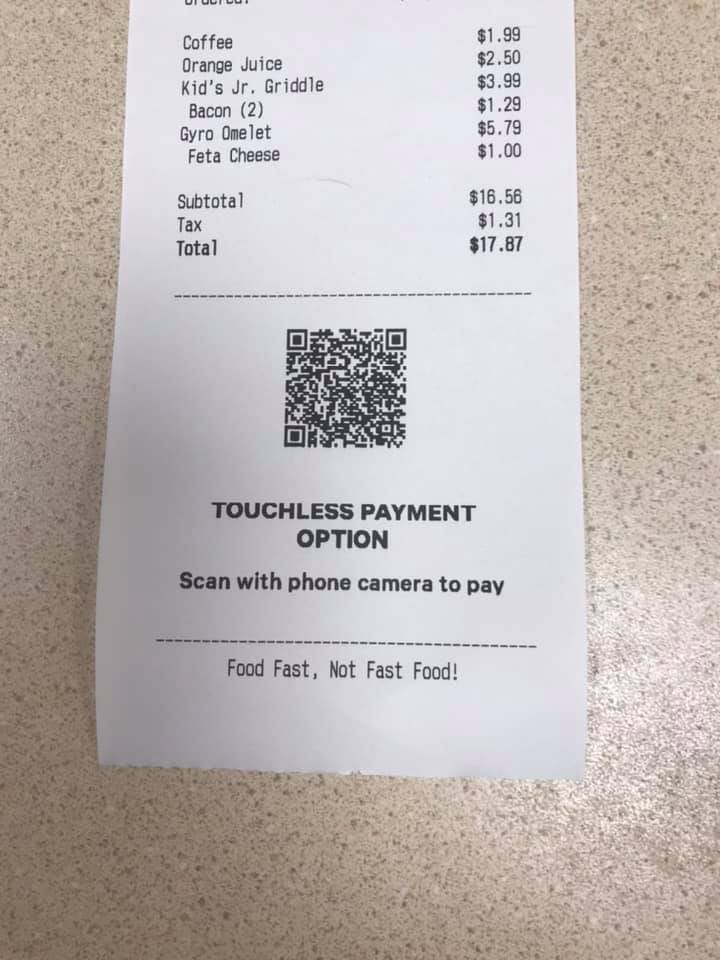 Ordered:
Coffee $1.99
Orange Juice $2.50
Kid's Jr. Griddle $3.99
Bacon (2) $1.29
Gyro Omelet $5.79
Feta Cheese $1.00
Subtotal $16.56
Tax $1.31
Total $17.87
TOUCHLESS PAYMENT
OPTION
Scan with phone camera to pay
Food Fast, Not Fast Food!